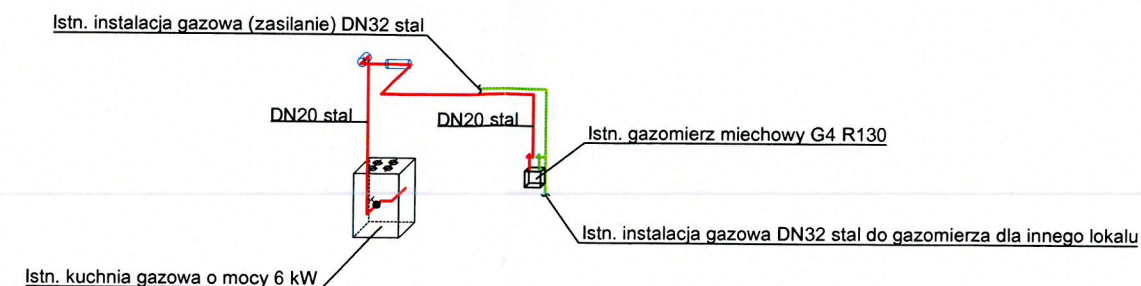 Istn. instalacja gazowa (zasilanie) DN32 stal
DN20 stal
DN20 stal
Istn. gazomierz miechowy G4 R130
Istn. instalacja gazowa DN32 stal do gazomierza dla innego lokalu
Istn. kuchnia gazowa o mocy 6 kW